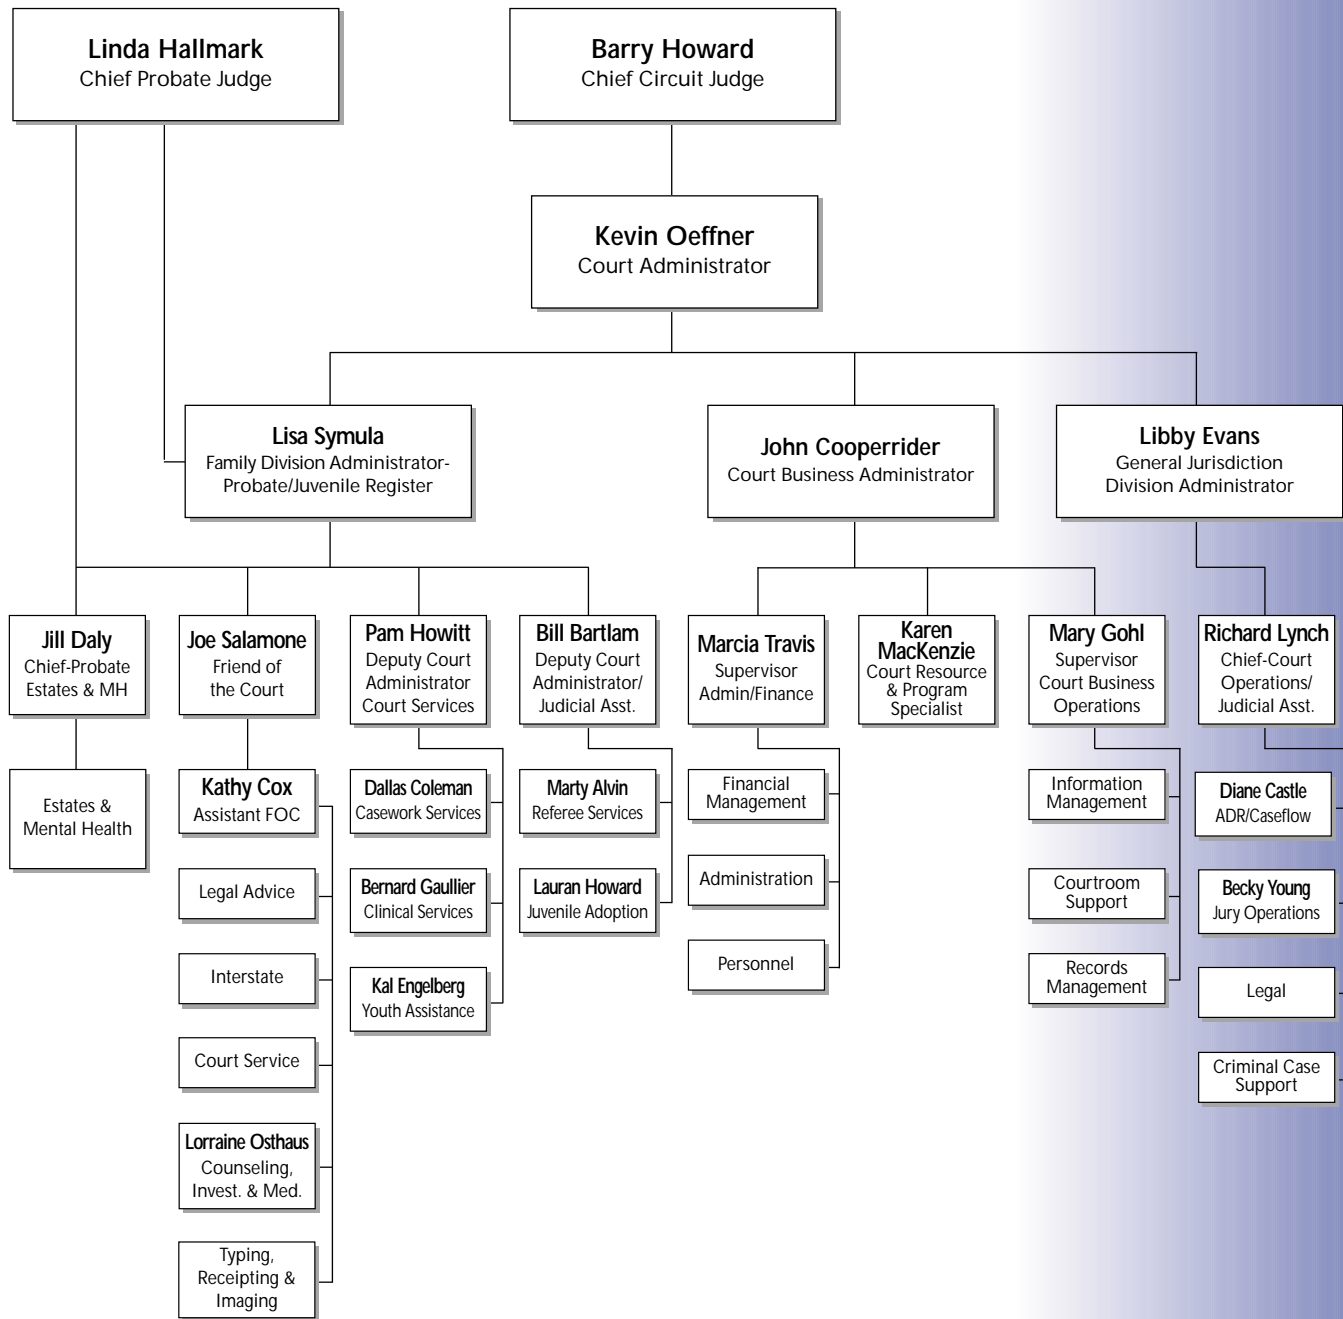 Linda Hallmark
Chief Probate Judge
Barry Howard
Chief Circuit Judge
Kevin Oeffner
Court Administrator
Lisa Symula
Family Division Administrator-
Probate/Juvenile Register
John Cooperrider
Court Business Administrator
Libby Evans
General Jurisdiction
Division Administrator
Jill Daly
Chief-Probate
Estates & MH
Joe Salamone
Friend of
the Court
Pam Howitt
Deputy Court
Administrator
Court Services
Bill Bartlam
Deputy Court
Administrator/
Judicial Asst.
Marcia Travis
Supervisor
Admin/Finance
Karen
MacKenzie
Court Resource
& Program
Specialist
Mary Gohl
Supervisor
Court Business
Operations
Richard Lynch
Chief-Court
Operations/
Judicial Asst.
Estates &
Mental Health
Kathy Cox
Assistant FOC
Legal Advice
Interstate
Court Service
Lorraine Osthaus
Counseling,
Invest. & Med.
Typing,
Receipting &
Imaging
Dallas Coleman
Casework Services
Bernard Gaullier
Clinical Services
Kal Engelberg
Youth Assistance
Marty Alvin
Referee Services
Lauran Howard
Juvenile Adoption
Financial
Management
Administration
Personnel
Information
Management
Courtroom
Support
Records
Management
Diane Castle
ADR/Caseflow
Becky Young
Jury Operations
Legal
Criminal Case
Support